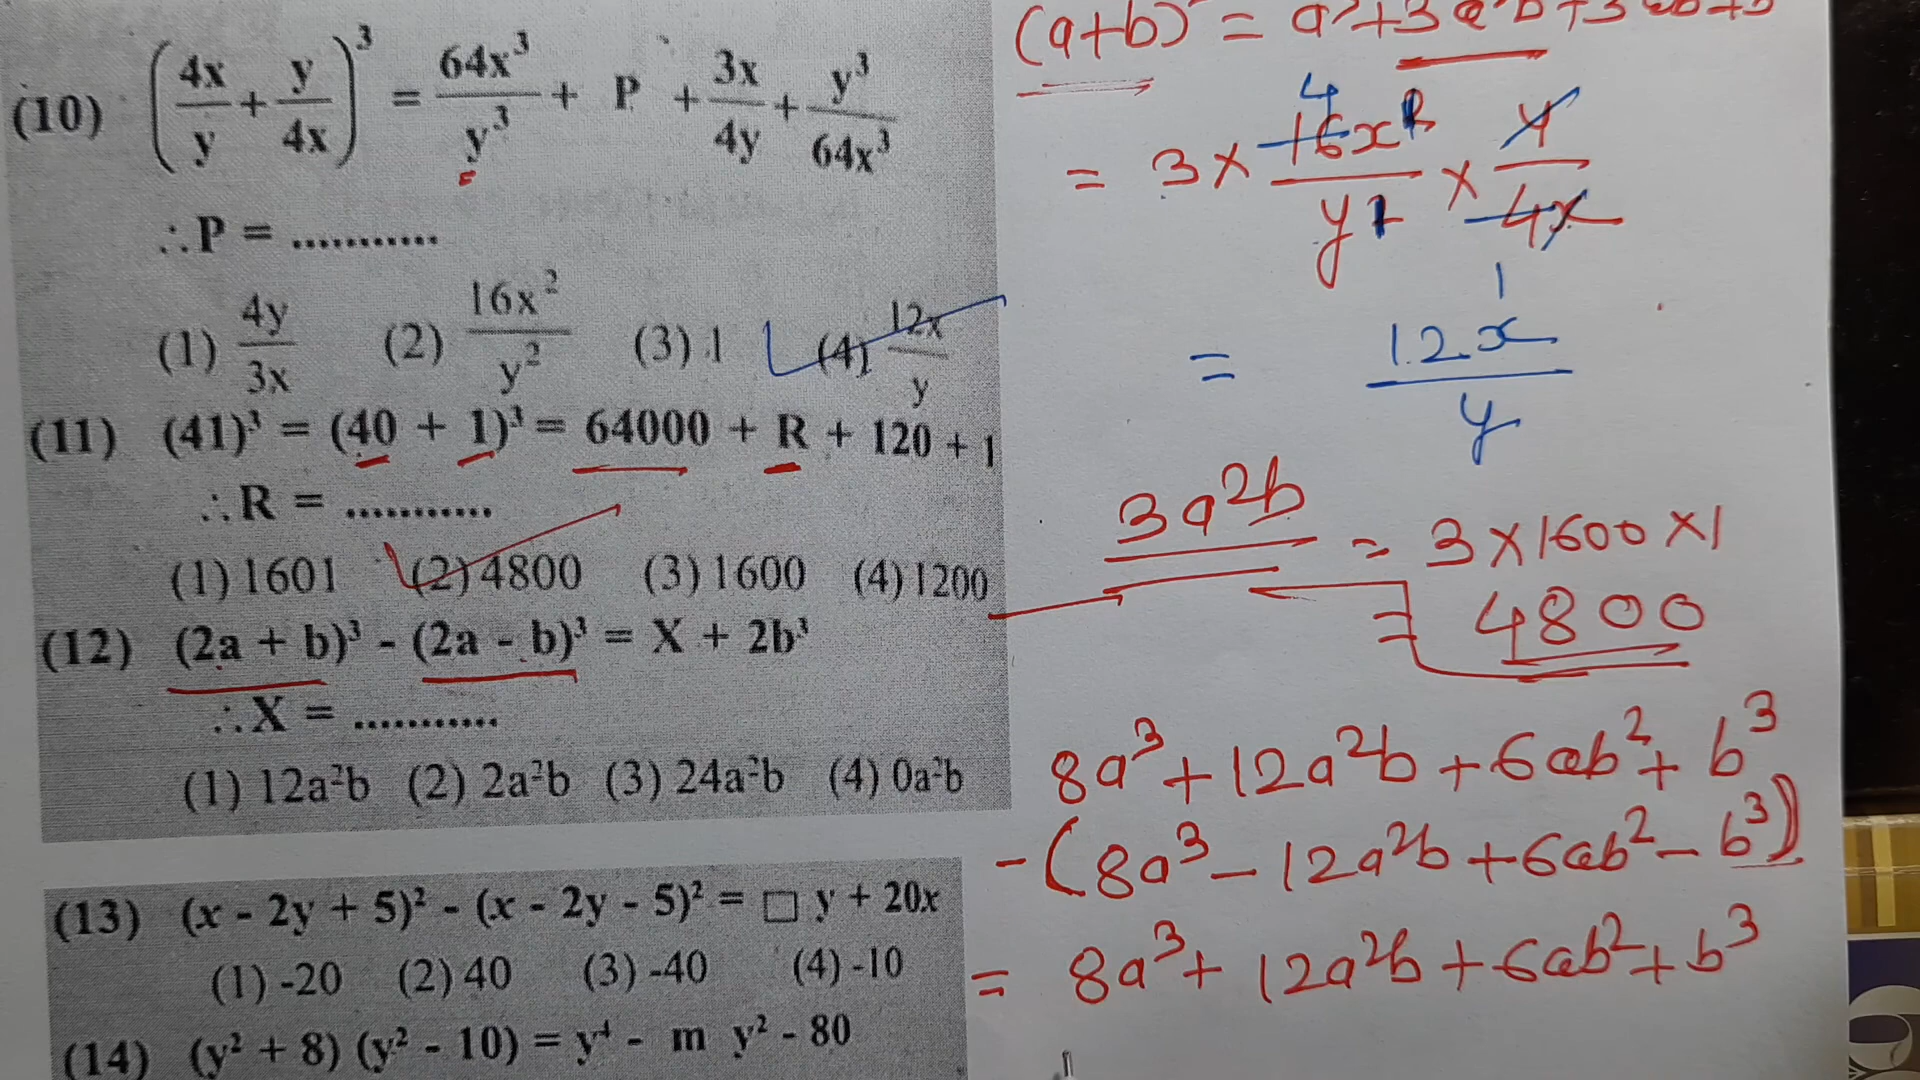 (10) (4x/y + y/4x)³ = 64x³/y³ + P + 3x/4y + y³/64x³
∴ P = ...........
(1) 4y/3x (2) 16x²/y² (3) 1 (4) 12x/y
(11) (41)³ = (40 + 1)³ = 64000 + R + 120 + 1
∴ R = ...........
(1) 1601 (2) 4800 (3) 1600 (4) 1200
(12) (2a + b)³ - (2a - b)³ = X + 2b³
∴ X = ...........
(1) 12a²b (2) 2a²b (3) 24a²b (4) 0a²b
(13) (x - 2y + 5)² - (x - 2y - 5)² = □ y + 20x
(1) -20 (2) 40 (3) -40 (4) -10
(14) (y² + 8) (y² - 10) = y⁴ - m y² - 80
(a+b) =
= 3 × 16x²/y² × y/4x
4
1
= 12x/y
3a²b = 3×1600×1
= 4800
8a³ + 12a²b + 6ab² + b³
- (8a³ - 12a²b + 6ab² - b³)
= 8a³ + 12a²b + 6ab² + b³